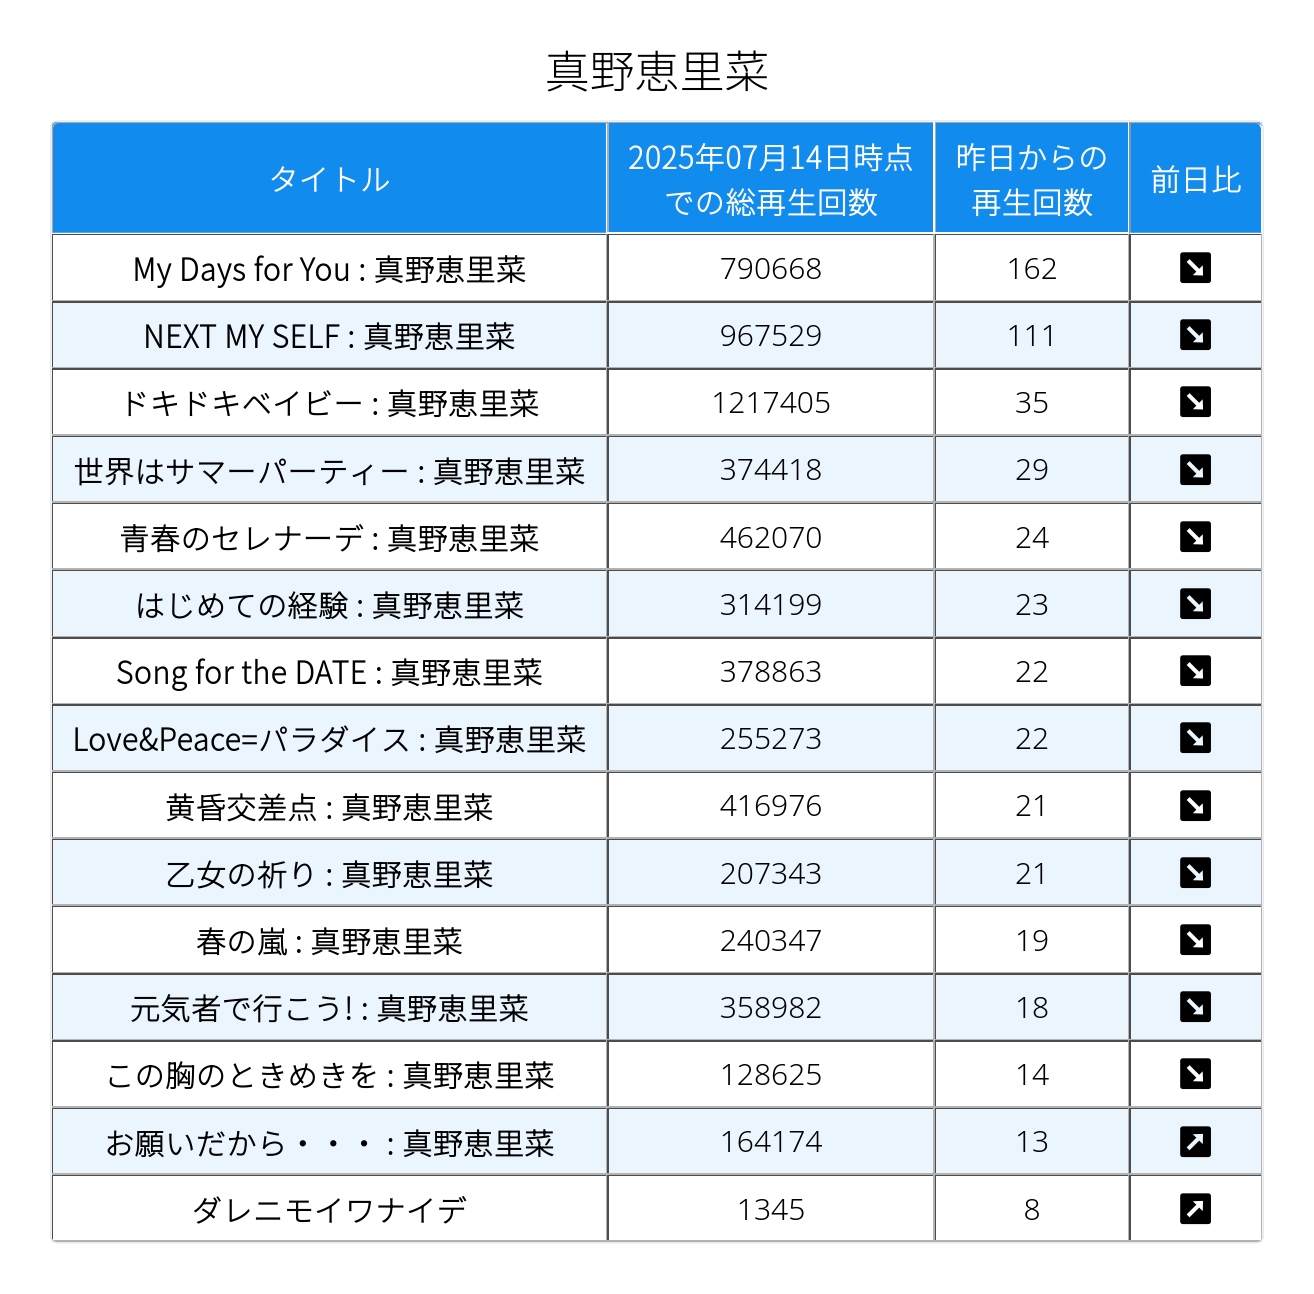 真野恵里菜
タイトル 2025年07月14日時点での総再生回数 昨日からの再生回数 前日比
My Days for You : 真野恵里菜 790668 162 ↘
NEXT MY SELF : 真野恵里菜 967529 111 ↘
ドキドキベイビー : 真野恵里菜 1217405 35 ↘
世界はサマーパーティー : 真野恵里菜 374418 29 ↘
青春のセレナーデ : 真野恵里菜 462070 24 ↘
はじめての経験 : 真野恵里菜 314199 23 ↘
Song for the DATE : 真野恵里菜 378863 22 ↘
Love&Peace=パラダイス : 真野恵里菜 255273 22 ↘
黄昏交差点 : 真野恵里菜 416976 21 ↘
乙女の祈り : 真野恵里菜 207343 21 ↘
春の嵐 : 真野恵里菜 240347 19 ↘
元気者で行こう! : 真野恵里菜 358982 18 ↘
この胸のときめきを : 真野恵里菜 128625 14 ↘
お願いだから・・・ : 真野恵里菜 164174 13 ↗
ダレニモイワナイデ 1345 8 ↗